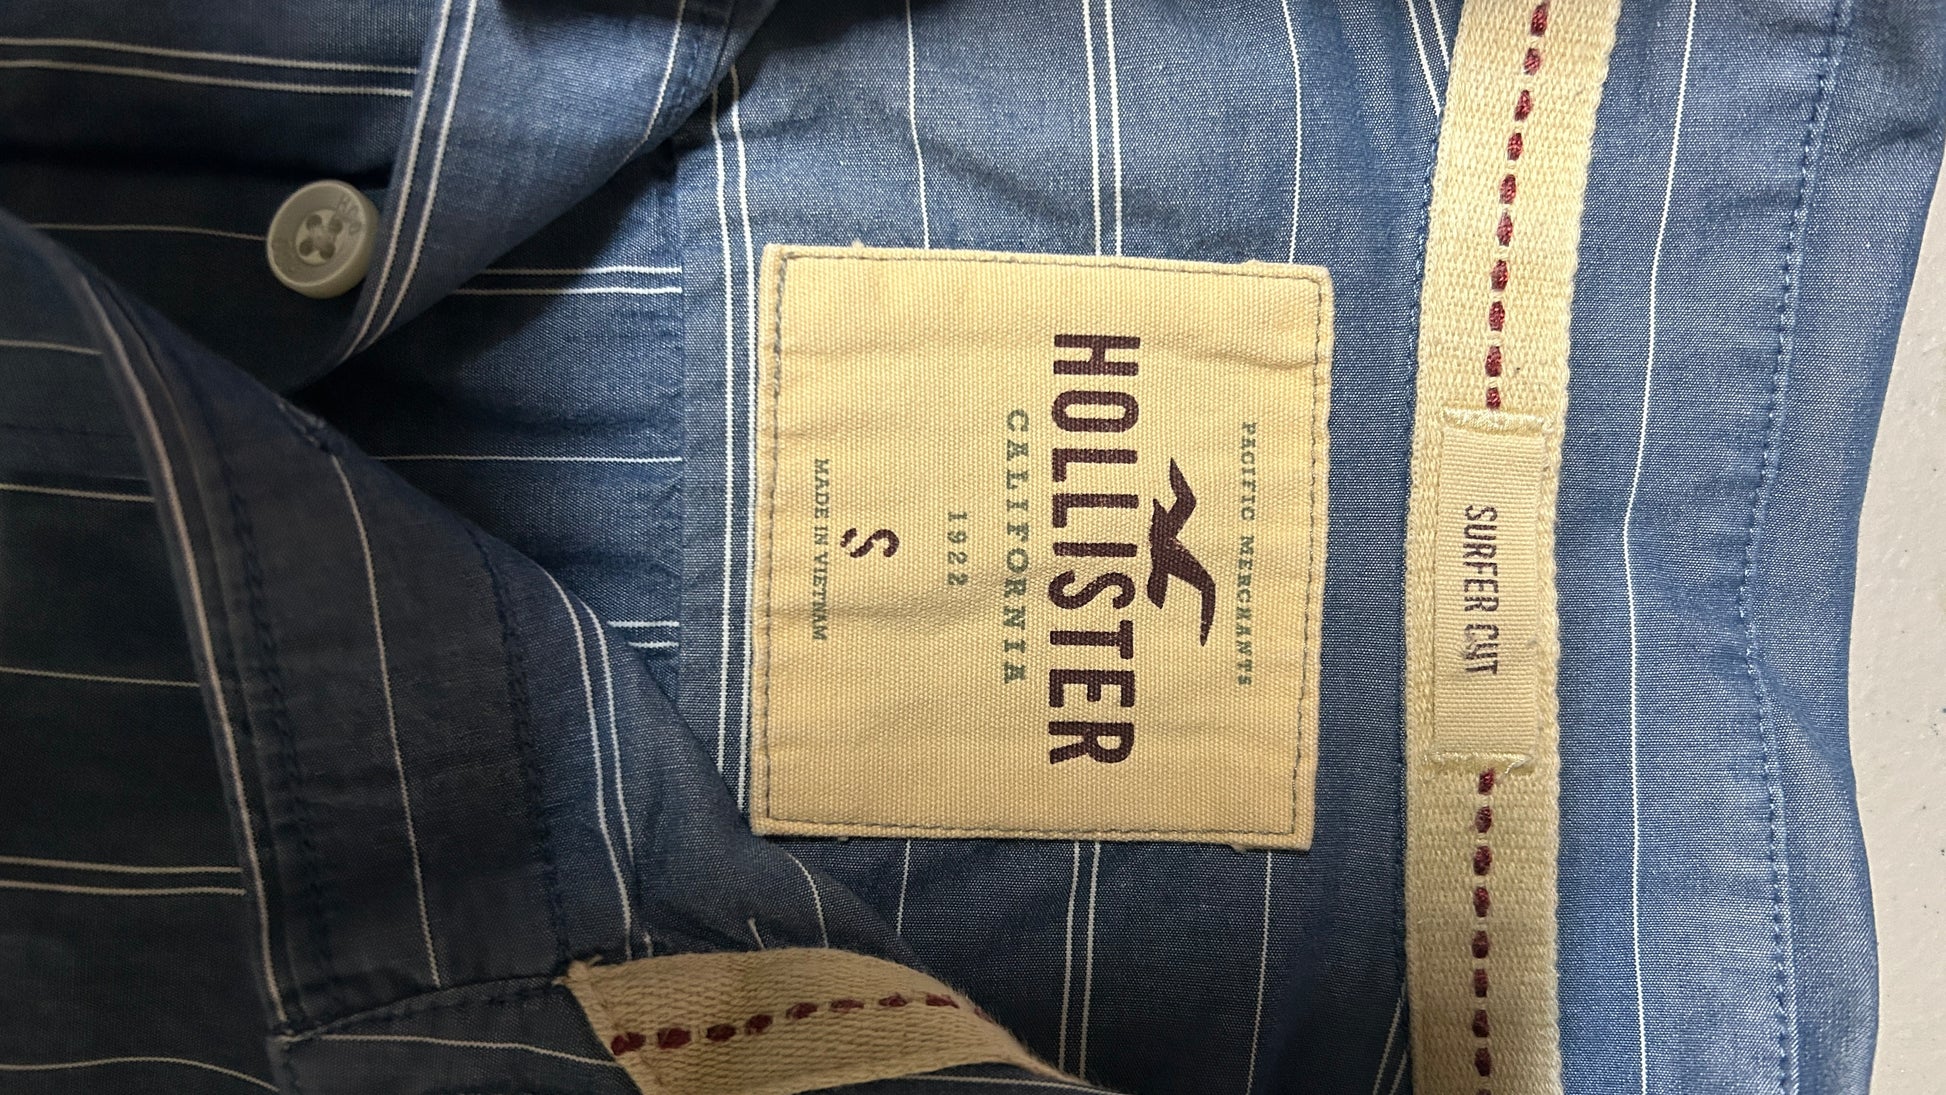 PACIFIC MERCHANTS
HOLLISTER
CALIFORNIA
1922
S
MADE IN VIETNAM
SURFER CUT